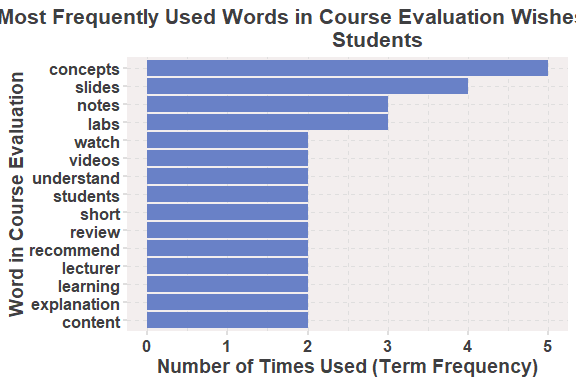 Most Frequently Used Words in Course Evaluation Wishes
Students
Word in Course Evaluation
concepts
slides
notes
labs
watch
videos
understand
students
short
review
recommend
lecturer
learning
explanation
content
0 1 2 3 4 5
Number of Times Used (Term Frequency)